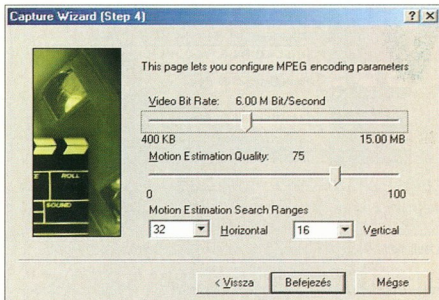 Capture Wizard (Step 4)
This page lets you configure MPEG encoding parameters
Video Bit Rate: 6.00 M Bit/Second
400 KB 15.00 MB
Motion Estimation Quality: 75
0 100
Motion Estimation Search Ranges
32 Horizontal 16 Vertical
< Vissza Befejezés Mégse
ROLL
SOUND